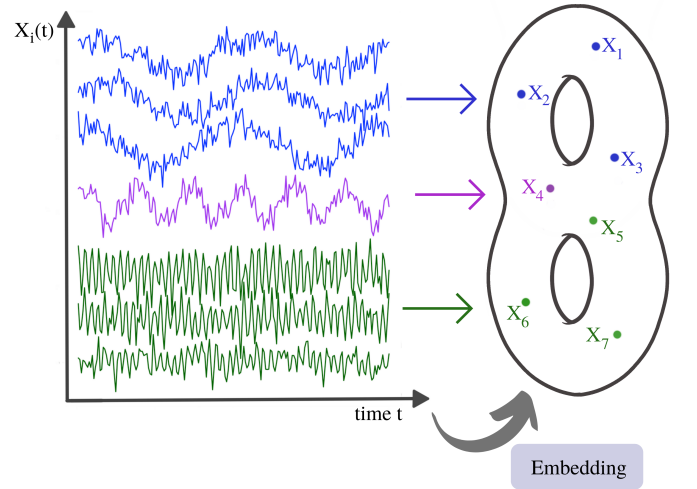 X_i(t)
X_1
X_2
X_3
X_4
X_5
X_6
X_7
time t
Embedding